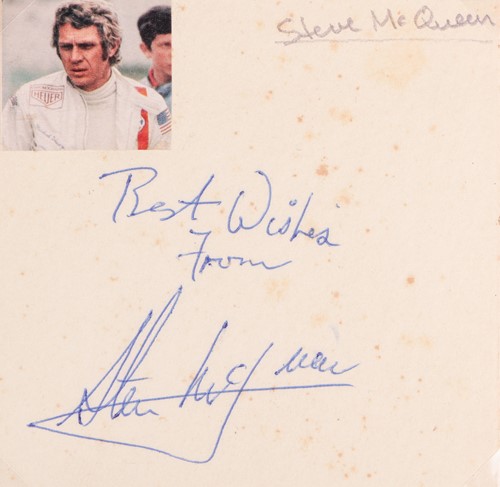 Steve McQueen
HEUER
Best Wishes
From
Steve McQueen